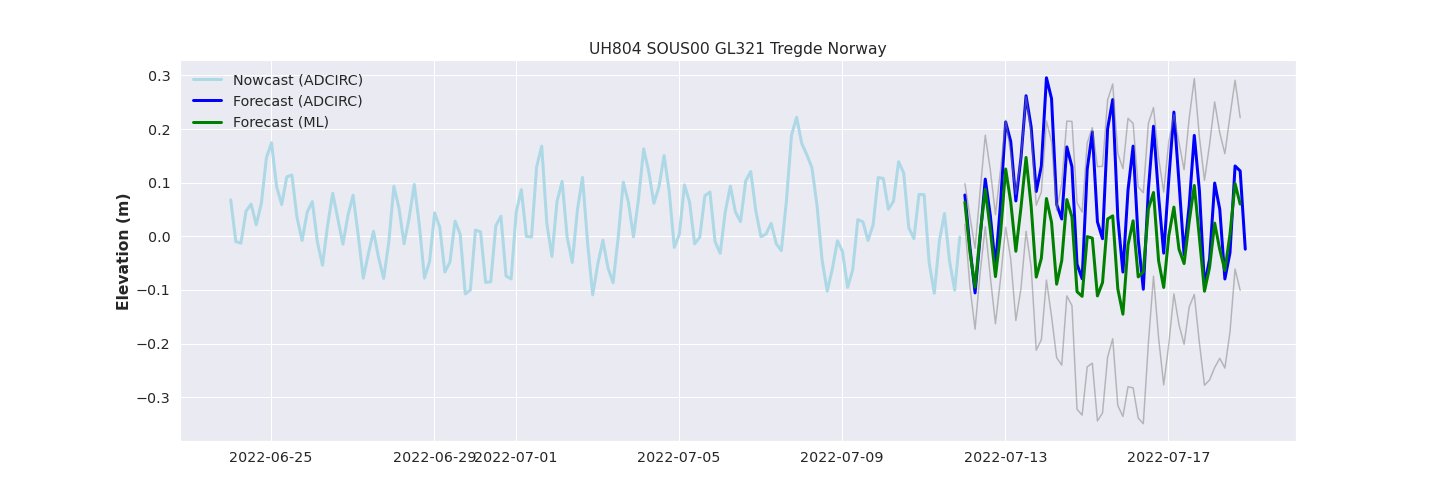 UH804 SOUS00 GL321 Tregde Norway
Nowcast (ADCIRC)
Forecast (ADCIRC)
Forecast (ML)
Elevation (m)
0.3
0.2
0.1
0.0
−0.1
−0.2
−0.3
2022-06-25
2022-06-29
2022-07-01
2022-07-05
2022-07-09
2022-07-13
2022-07-17